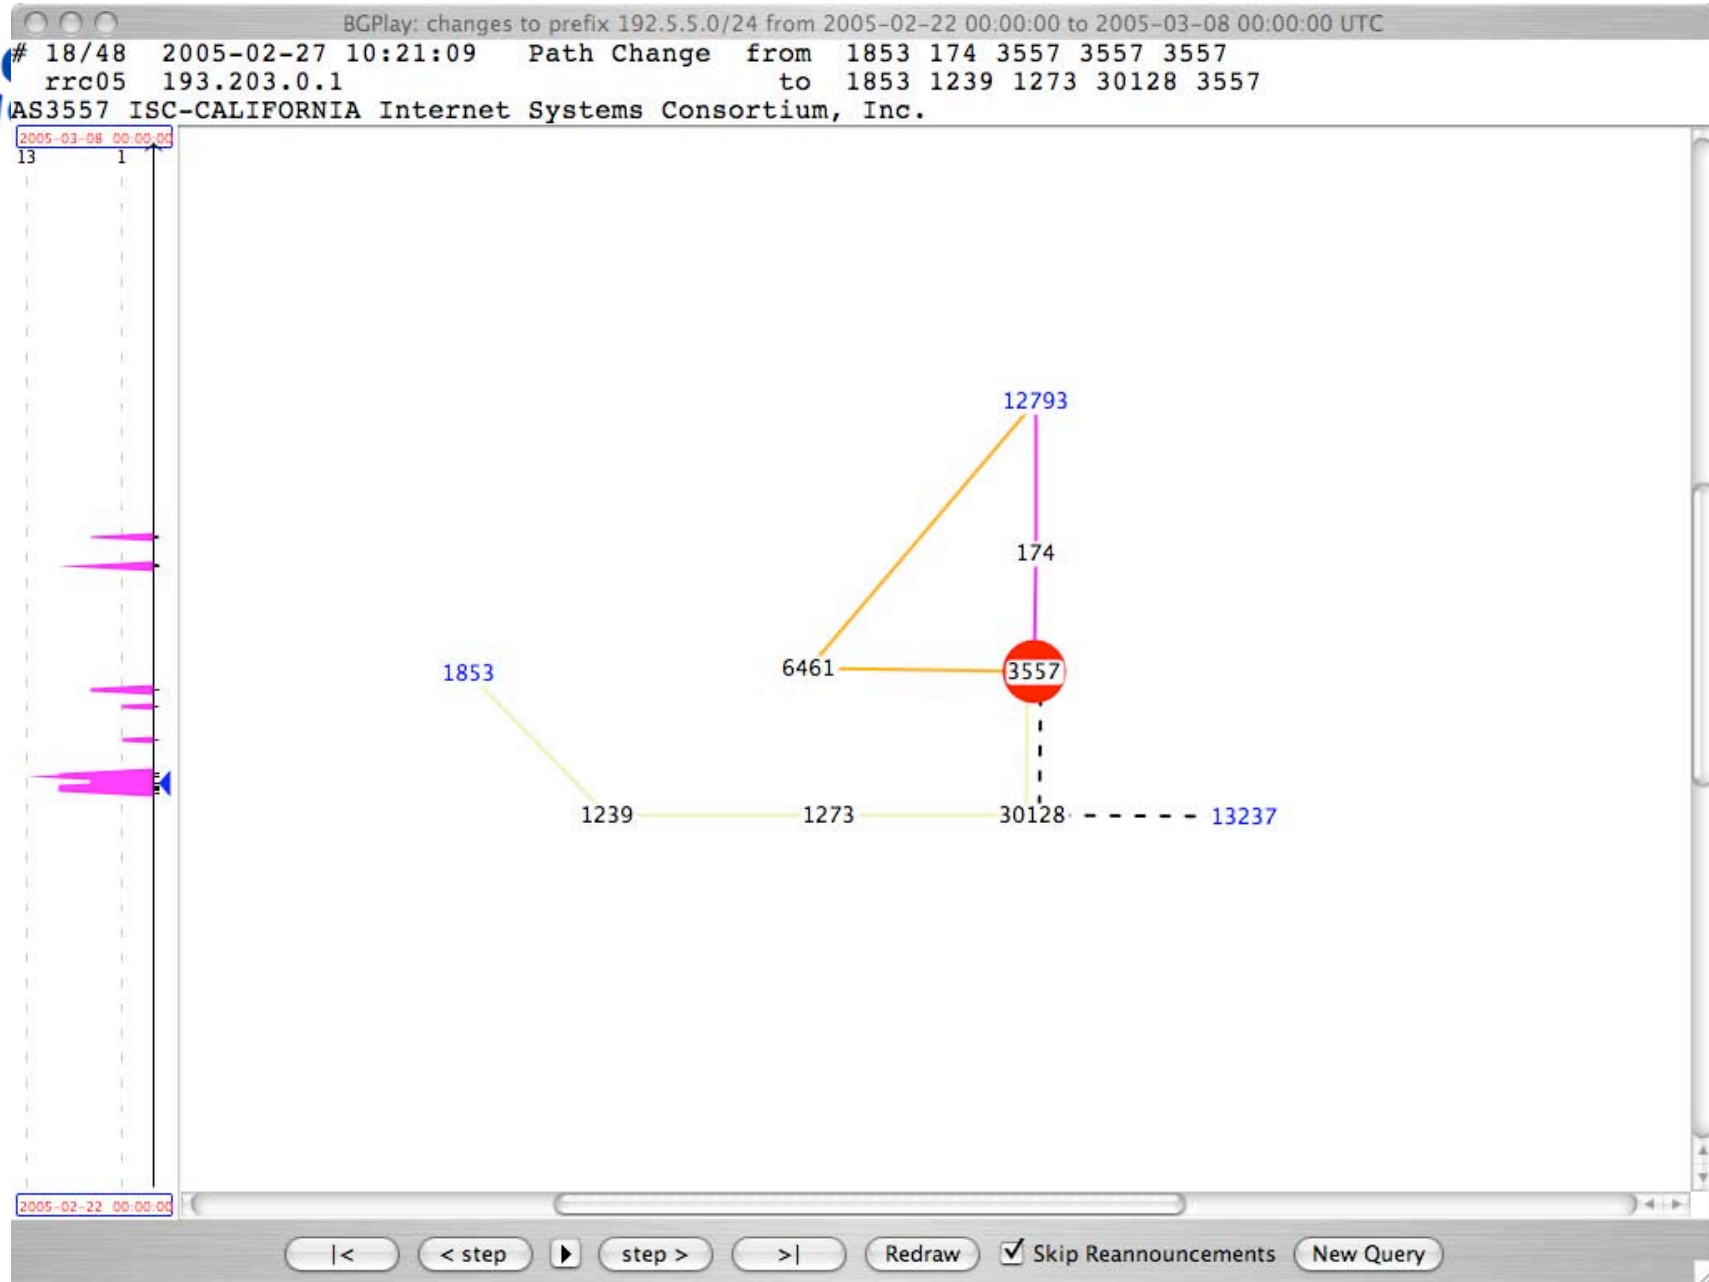 BGPlay: changes to prefix 192.5.5.0/24 from 2005-02-22 00:00:00 to 2005-03-08 00:00:00 UTC
# 18/48 2005-02-27 10:21:09 Path Change from 1853 174 3557 3557 3557
rrc05 193.203.0.1 to 1853 1239 1273 30128 3557
AS3557 ISC-CALIFORNIA Internet Systems Consortium, Inc.
2005-03-08 00:00:00
13 1
12793
174
1853
6461
3557
1239
1273
30128
13237
2005-02-22 00:00:00
|<
< step
step >
>|
Redraw
Skip Reannouncements
New Query